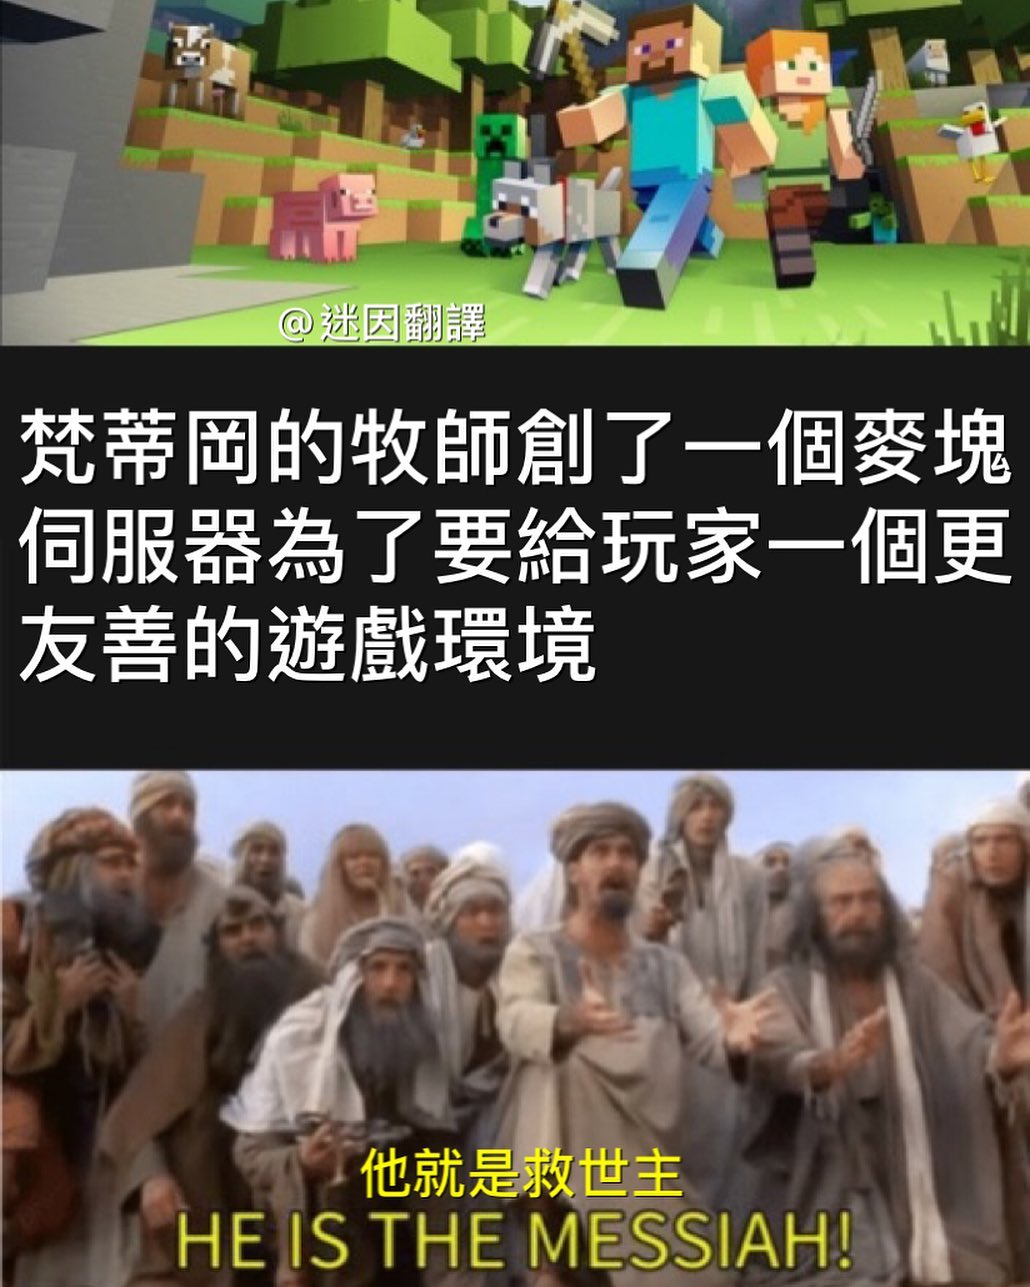 @迷因翻譯
梵蒂岡的牧師創了一個麥塊
伺服器為了要給玩家一個更
友善的遊戲環境
他就是救世主
HE IS THE MESSIAH!